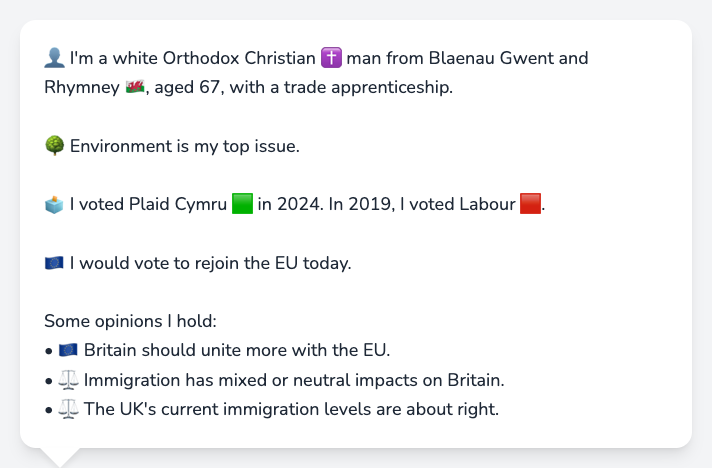 👤 I'm a white Orthodox Christian ✝️ man from Blaenau Gwent and
Rhymney 🏴󠁧󠁢󠁷󠁬󠁳󠁿, aged 67, with a trade apprenticeship.
🌳 Environment is my top issue.
🗳️ I voted Plaid Cymru 🟩 in 2024. In 2019, I voted Labour 🟥.
🇪🇺 I would vote to rejoin the EU today.
Some opinions I hold:
• 🇪🇺 Britain should unite more with the EU.
• ⚖️ Immigration has mixed or neutral impacts on Britain.
• ⚖️ The UK's current immigration levels are about right.